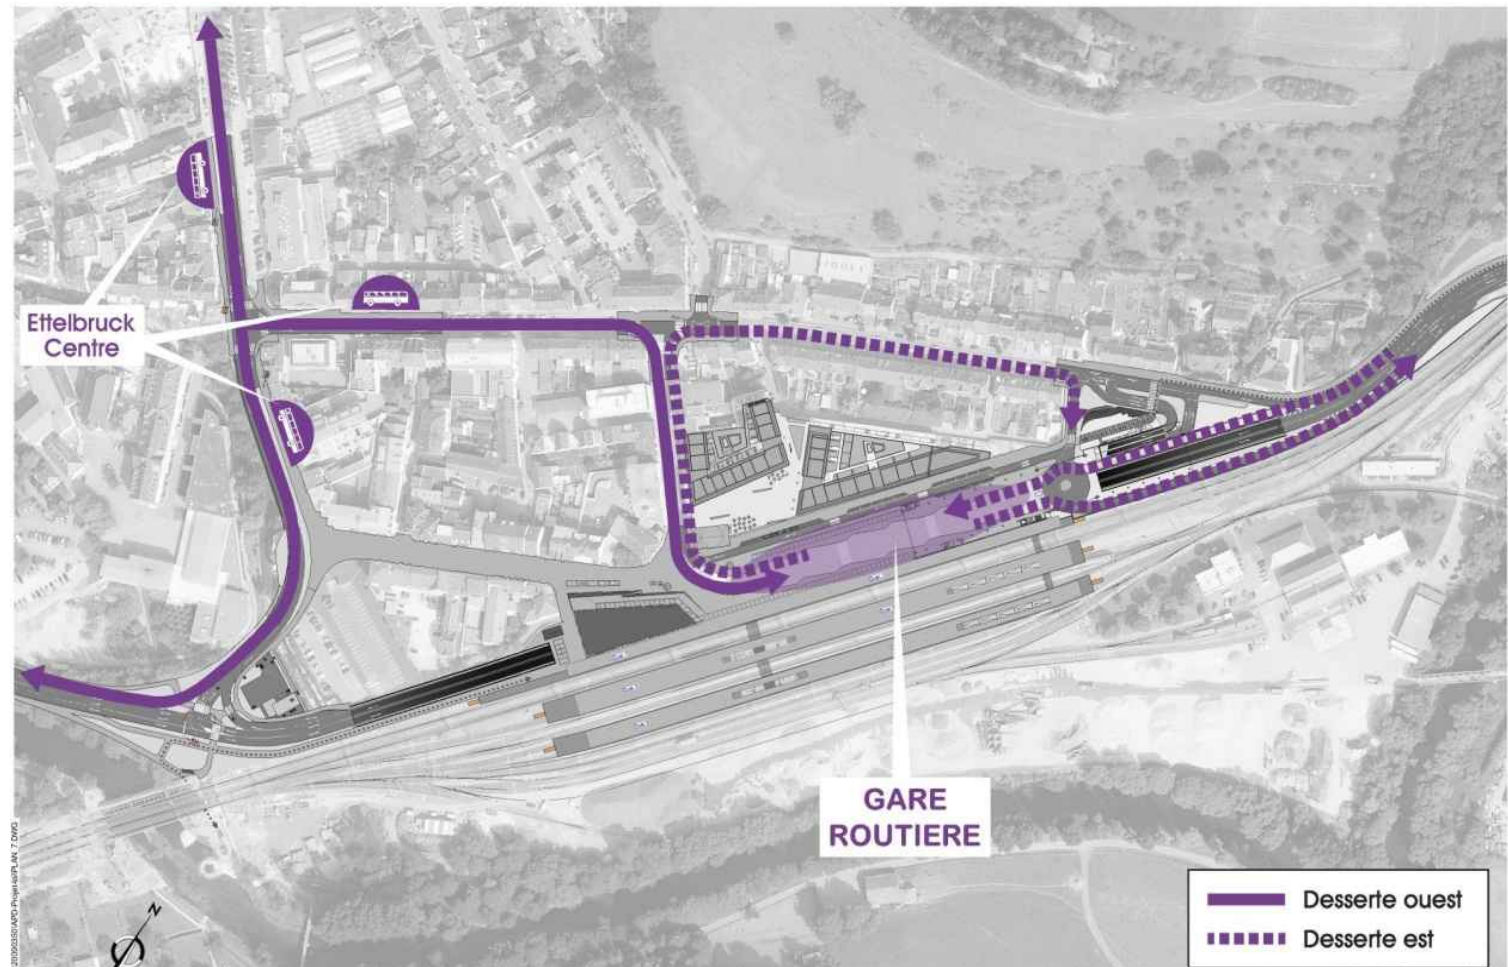 Ettelbruck
Centre
GARE
ROUTIERE
Desserte ouest
Desserte est
N